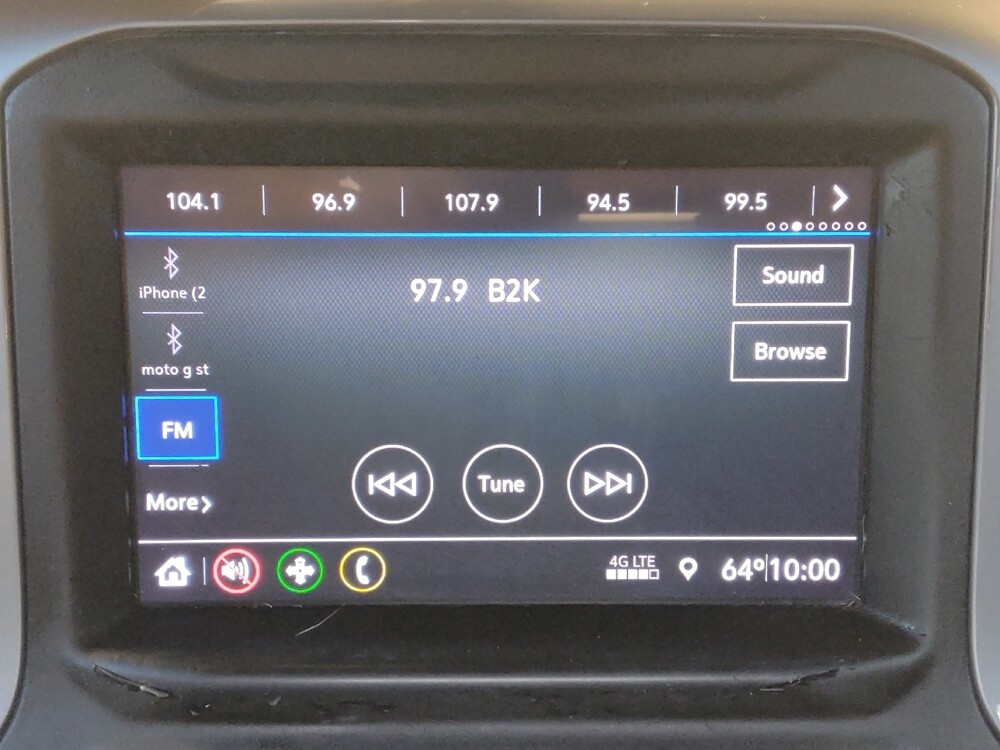 104.1 96.9 107.9 94.5 99.5
iPhone (2
97.9 B2K
Sound
moto g st
Browse
FM
More
Tune
4G LTE
64° 10:00